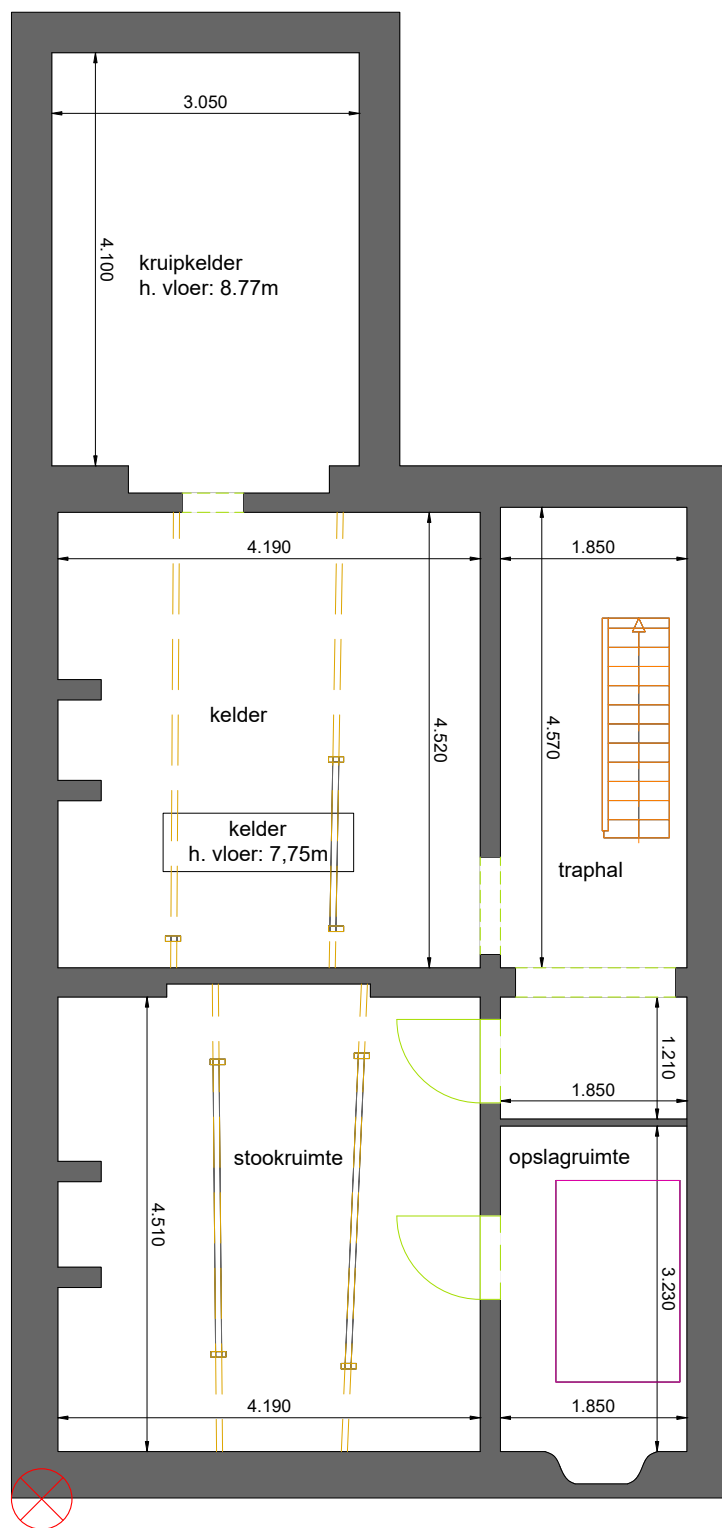 3.050
4.100
kruipkelder
h. vloer: 8.77m
4.190
1.850
kelder
4.520
4.570
kelder
h. vloer: 7,75m
traphal
1.210
1.850
stookruimte
opslagruimte
4.510
3.230
4.190
1.850